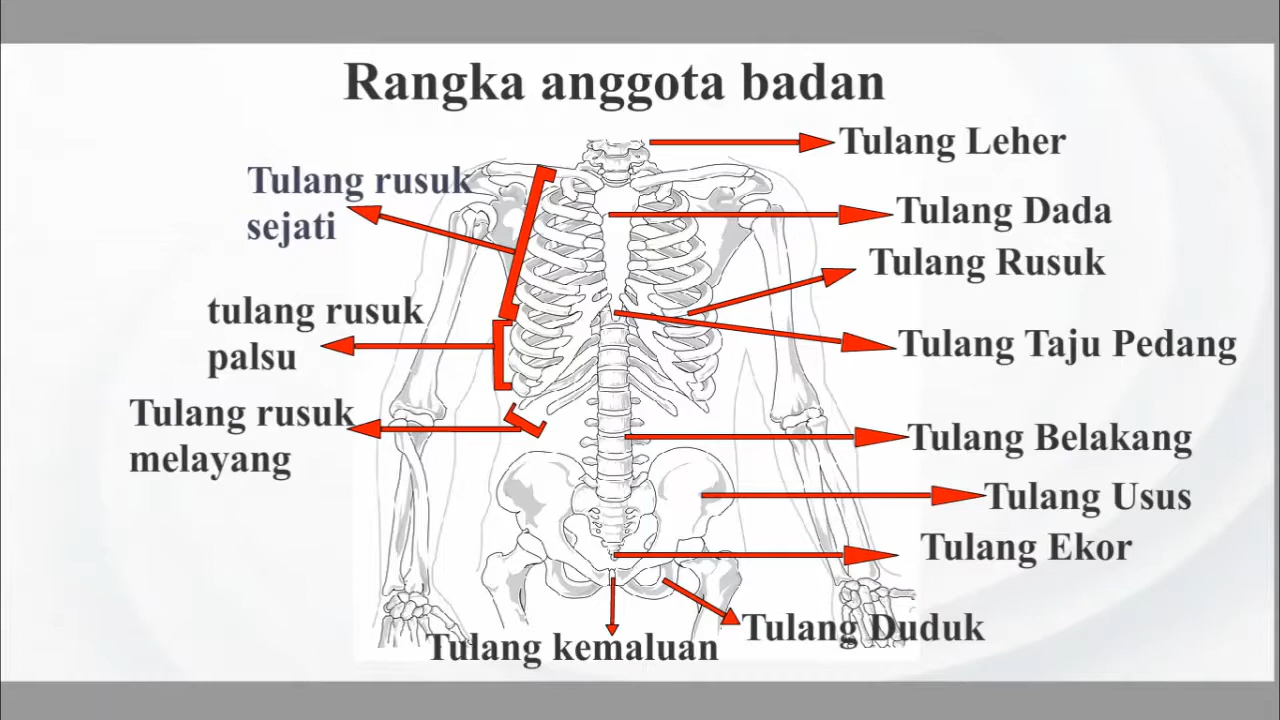 Rangka anggota badan
Tulang Leher
Tulang rusuk
sejati
Tulang Dada
Tulang Rusuk
tulang rusuk
palsu
Tulang Taju Pedang
Tulang rusuk
melayang
Tulang Belakang
Tulang Usus
Tulang Ekor
Tulang Duduk
Tulang kemaluan